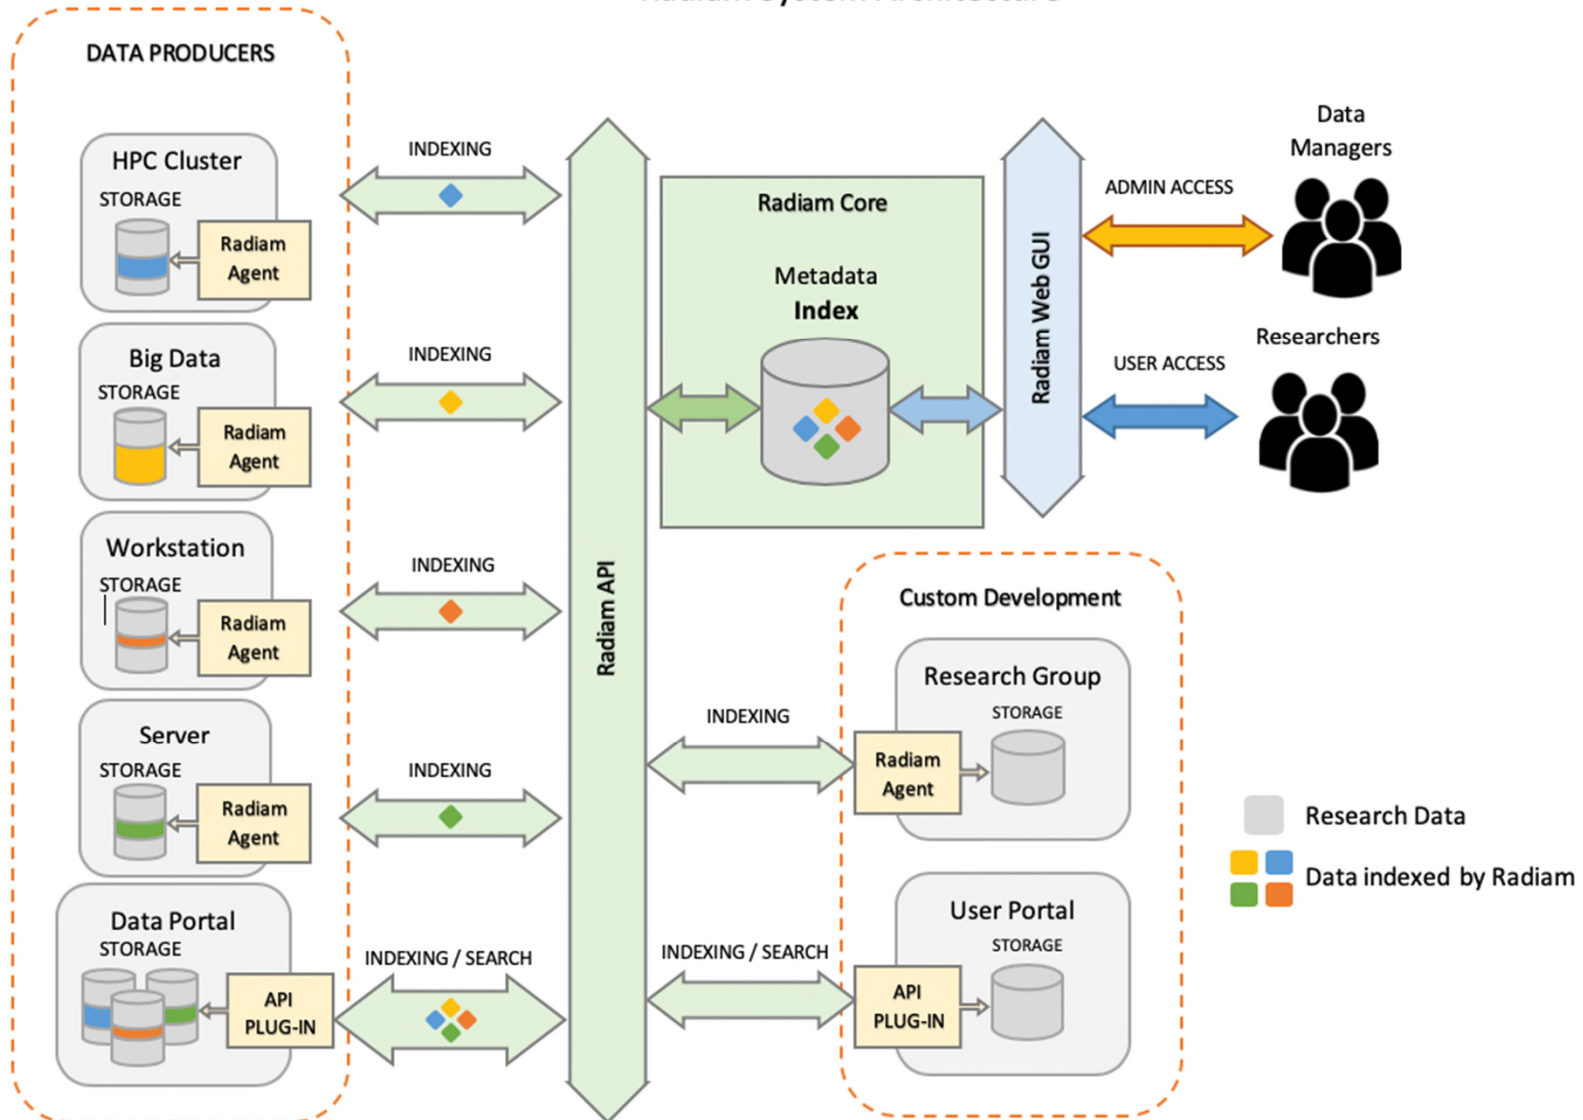 Radiam System Architecture
DATA PRODUCERS
HPC Cluster
STORAGE
Radiam
Agent
INDEXING
Big Data
STORAGE
Radiam
Agent
INDEXING
Workstation
STORAGE
Radiam
Agent
INDEXING
Server
STORAGE
Radiam
Agent
INDEXING
Data Portal
STORAGE
API
PLUG-IN
INDEXING / SEARCH
Radiam API
Radiam Core
Metadata
Index
Radiam Web GUI
ADMIN ACCESS
Data
Managers
USER ACCESS
Researchers
Custom Development
Research Group
STORAGE
Radiam
Agent
INDEXING
User Portal
STORAGE
API
PLUG-IN
INDEXING / SEARCH
Research Data
Data indexed by Radiam